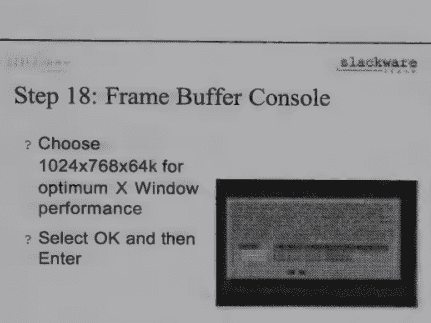 slackware
Step 18: Frame Buffer Console
? Choose
1024x768x64k for
optimum X Window
performance
? Select OK and then
Enter